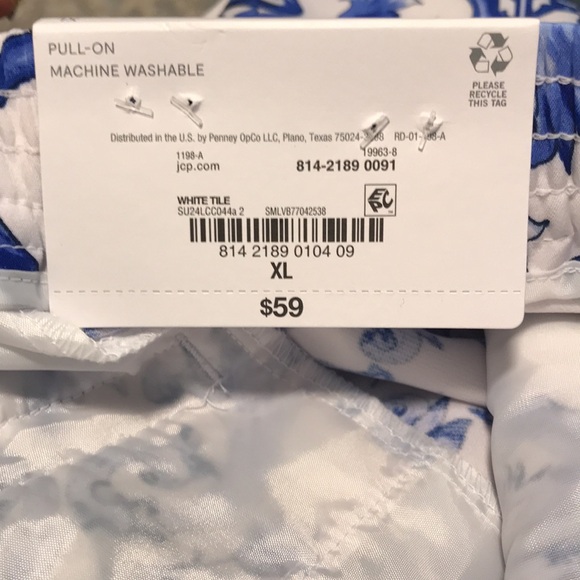 PULL-ON
MACHINE WASHABLE
PLEASE
RECYCLE
THIS TAG
Distributed in the U.S. by Penney OpCo LLC, Plano, Texas
19963-8
1198-A
jcp.com 814-2189 0091
WHITE TILE
SU24LCC044a 2 SMLVB77042538
EPC
814 2189 0104 09
XL
$59